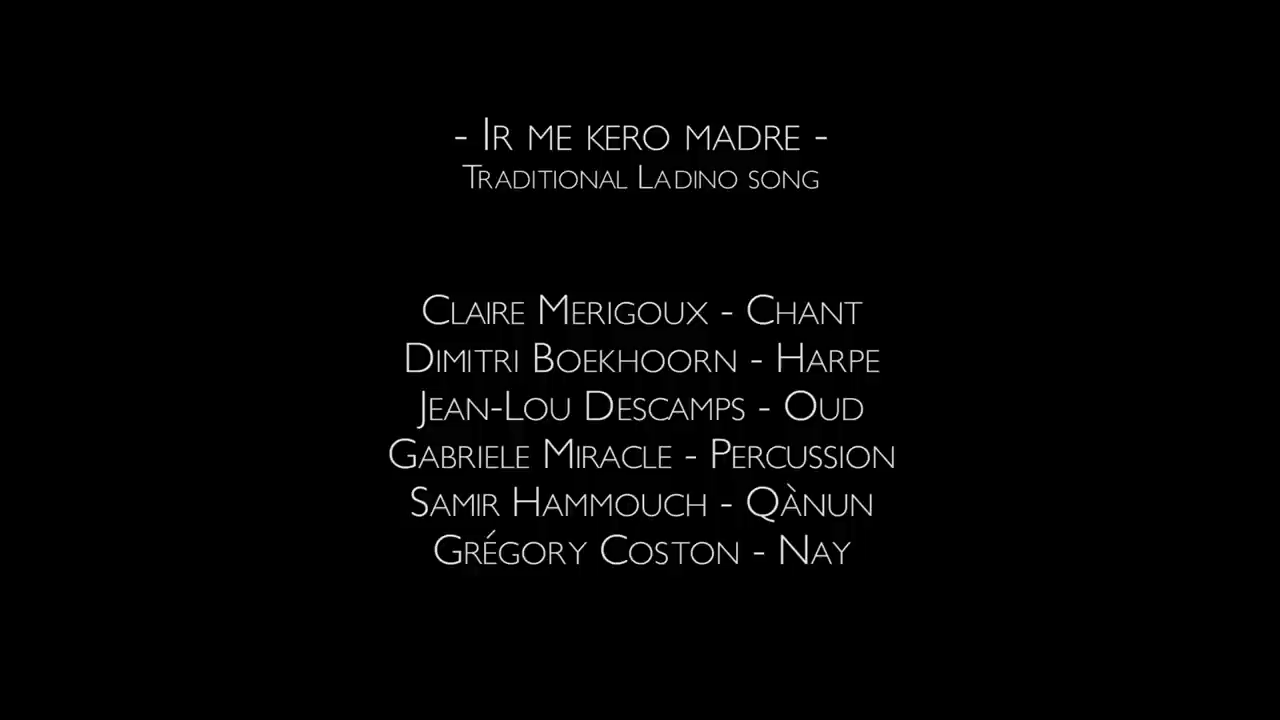 - Ir me kero madre -
Traditional Ladino song
Claire Merigoux - Chant
Dimitri Boekhoorn - Harpe
Jean-Lou Descamps - Oud
Gabriele Miracle - Percussion
Samir Hammouch - Qànun
Grégory Coston - Nay